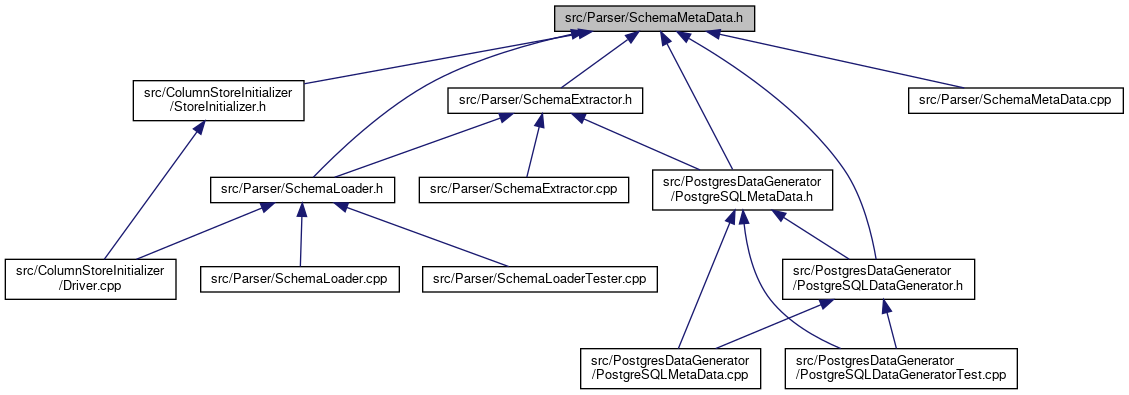 src/Parser/SchemaMetaData.h
src/ColumnStoreInitializer
/StoreInitializer.h
src/Parser/SchemaExtractor.h
src/Parser/SchemaMetaData.cpp
src/Parser/SchemaLoader.h
src/Parser/SchemaExtractor.cpp
src/PostgresDataGenerator
/PostgreSQLMetaData.h
src/ColumnStoreInitializer
/Driver.cpp
src/Parser/SchemaLoader.cpp
src/Parser/SchemaLoaderTester.cpp
src/PostgresDataGenerator
/PostgreSQLDataGenerator.h
src/PostgresDataGenerator
/PostgreSQLMetaData.cpp
src/PostgresDataGenerator
/PostgreSQLDataGeneratorTest.cpp